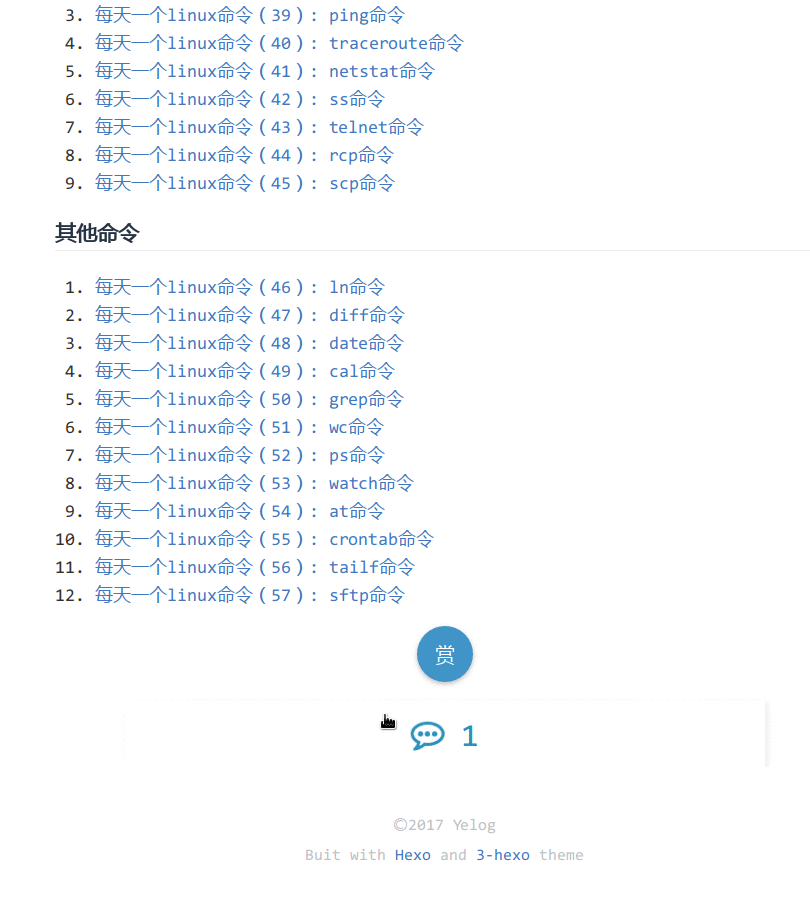 3. 每天一个linux命令（39）: ping命令
4. 每天一个linux命令（40）: traceroute命令
5. 每天一个linux命令（41）: netstat命令
6. 每天一个linux命令（42）: ss命令
7. 每天一个linux命令（43）: telnet命令
8. 每天一个linux命令（44）: rcp命令
9. 每天一个linux命令（45）: scp命令
其他命令
1. 每天一个linux命令（46）: ln命令
2. 每天一个linux命令（47）: diff命令
3. 每天一个linux命令（48）: date命令
4. 每天一个linux命令（49）: cal命令
5. 每天一个linux命令（50）: grep命令
6. 每天一个linux命令（51）: wc命令
7. 每天一个linux命令（52）: ps命令
8. 每天一个linux命令（53）: watch命令
9. 每天一个linux命令（54）: at命令
10. 每天一个linux命令（55）: crontab命令
11. 每天一个linux命令（56）: tailf命令
12. 每天一个linux命令（57）: sftp命令
赏
1
©2017 Yelog
Buit with Hexo and 3-hexo theme